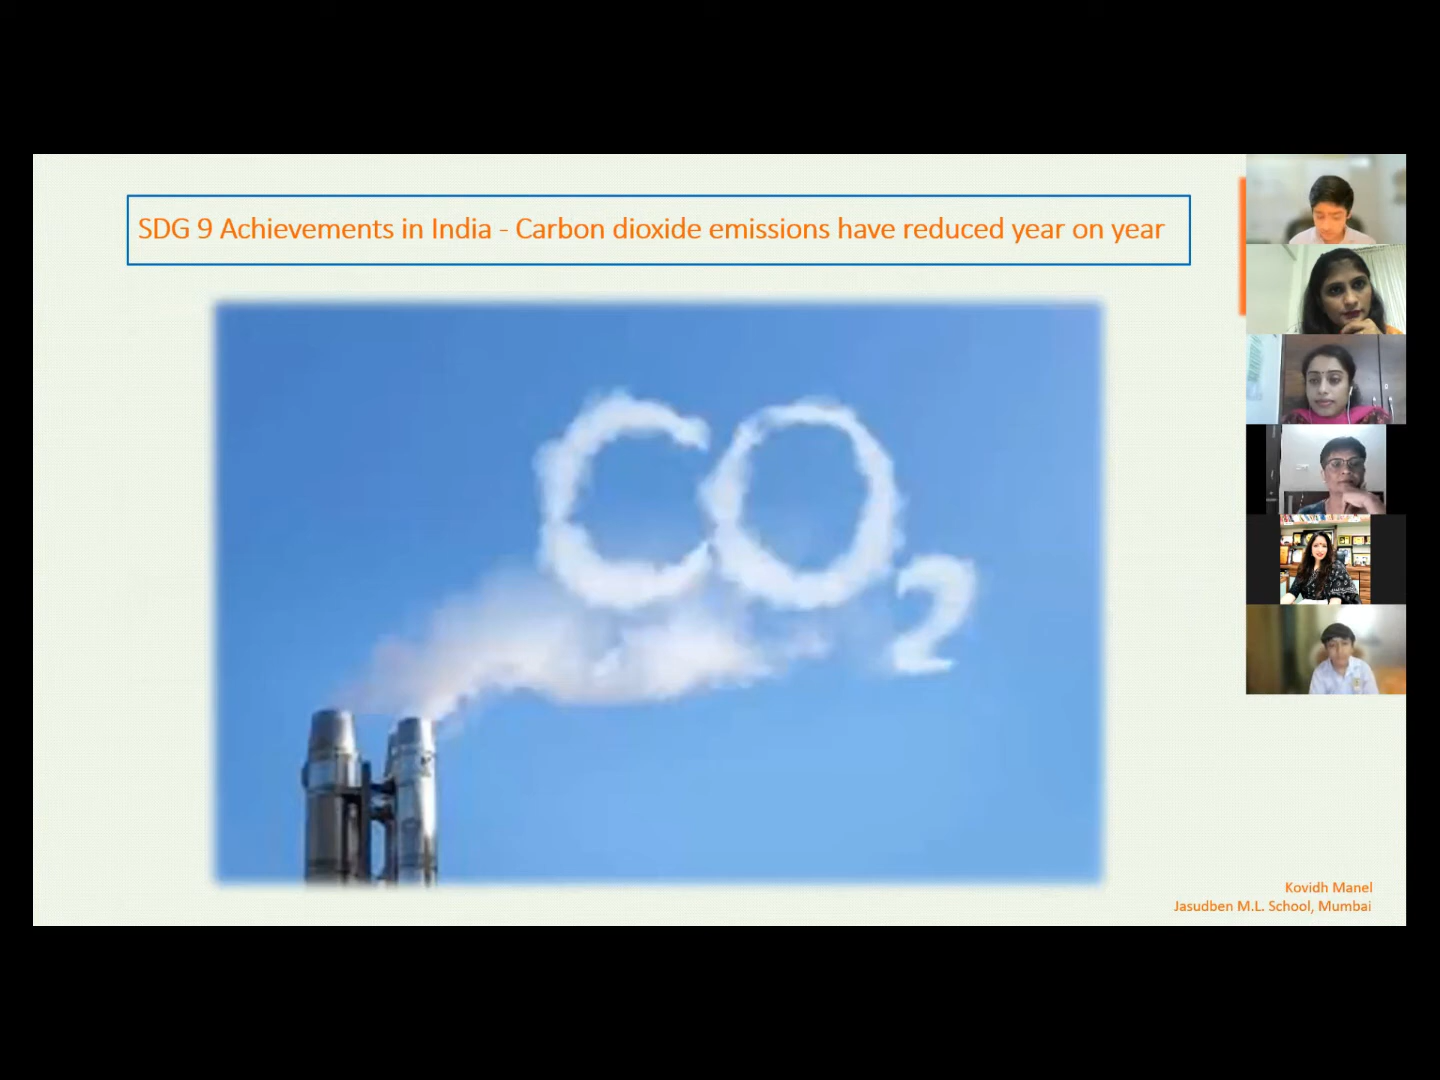 SDG 9 Achievements in India - Carbon dioxide emissions have reduced year on year
CO2
Kovidh Manel
Jasudben M.L. School, Mumbai